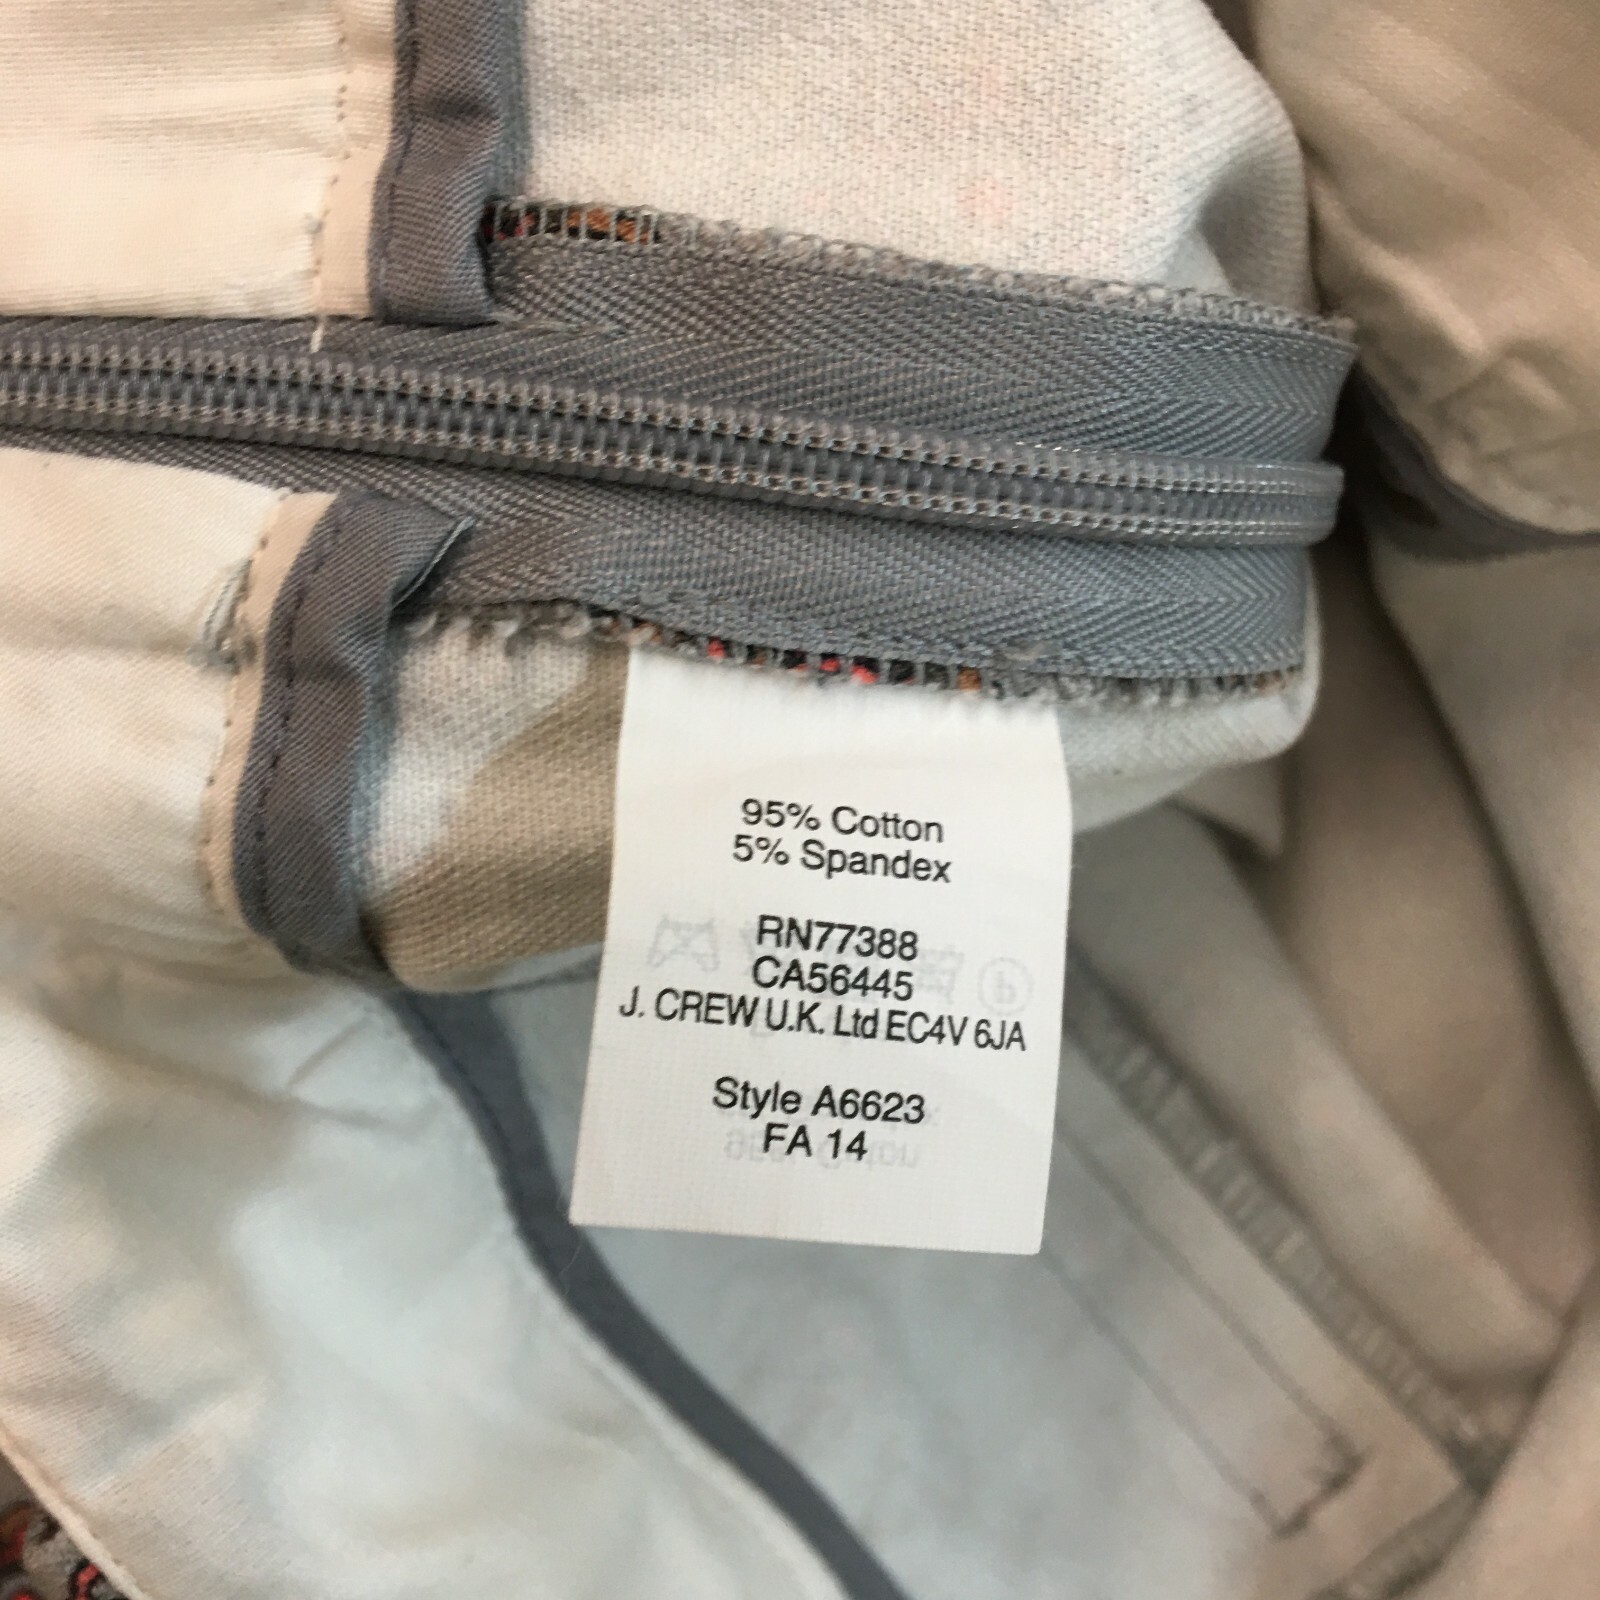 95% Cotton
5% Spandex
RN77388
CA56445
J. CREW U.K. Ltd EC4V 6JA
Style A6623
FA 14